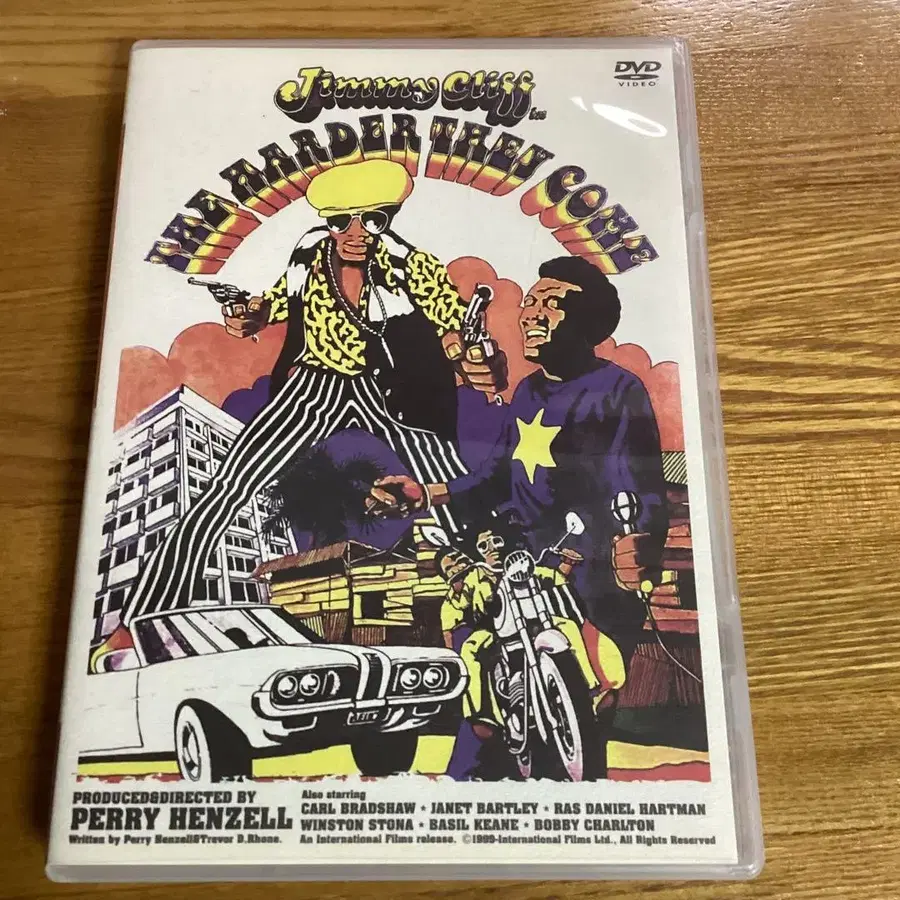 DVD
VIDEO
Jimmy Cliff
in
THE HARDER THEY COME
PRODUCED&DIRECTED BY
PERRY HENZELL
Written by Perry Henzell&Trevor D.Rhone.
Also starring
CARL BRADSHAW ★ JANET BARTLEY ★ RAS DANIEL HARTMAN
WINSTON STONA ★ BASIL KEANE ★ BOBBY CHARLTON
An International Films release. ©1999-International Films Ltd., All Rights Reserved